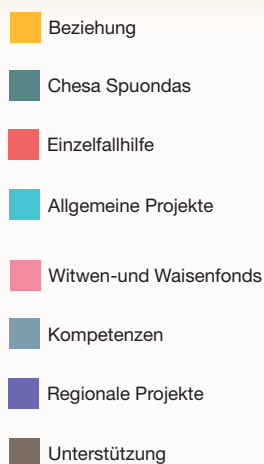 Beziehung
Chesa Spuondas
Einzelfallhilfe
Allgemeine Projekte
Witwen-und Waisenfonds
Kompetenzen
Regionale Projekte
Unterstützung